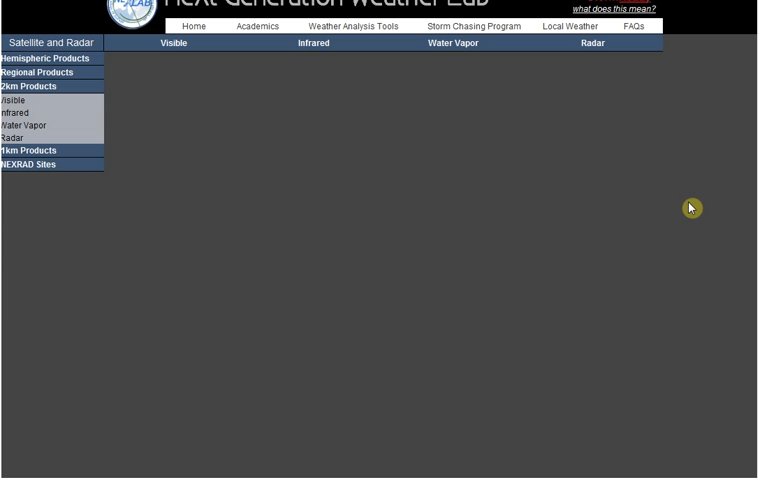 NeXt Generation Weather Lab
what does this mean?
Home Academics Weather Analysis Tools Storm Chasing Program Local Weather FAQs
Satellite and Radar Visible Infrared Water Vapor Radar
Hemispheric Products
Regional Products
2km Products
Visible
Infrared
Water Vapor
Radar
1km Products
NEXRAD Sites